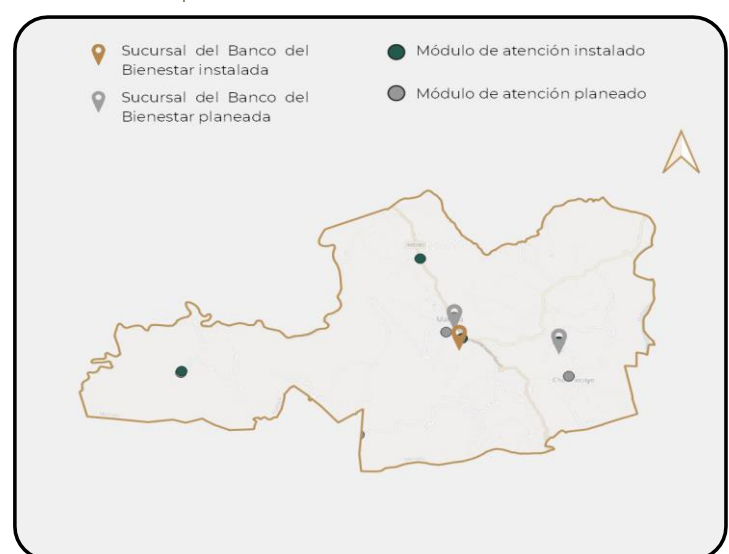 Sucursal del Banco del
Bienestar instalada
Sucursal del Banco del
Bienestar planeada
Módulo de atención instalado
Módulo de atención planeado